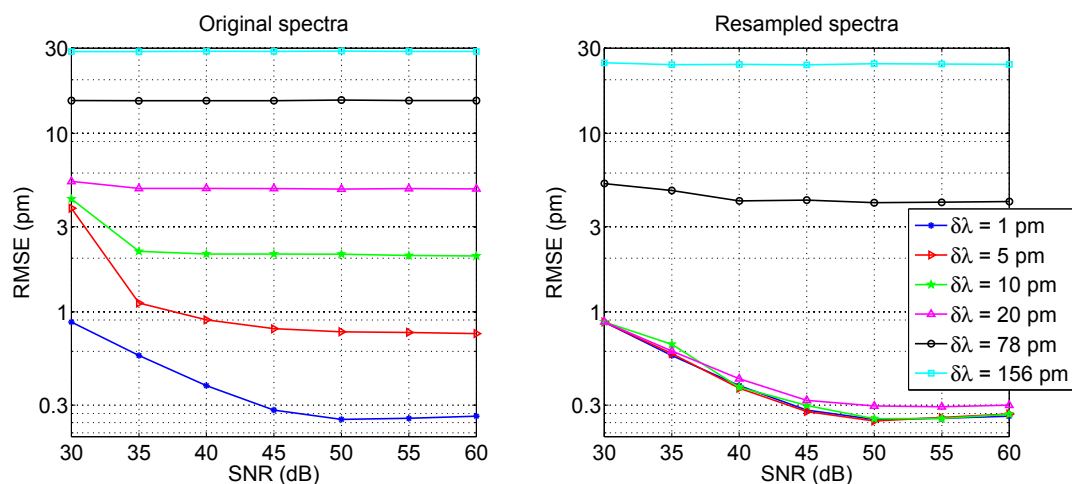 Original spectra
RMSE (pm)
30
10
3
1
0.3
30 35 40 45 50 55 60
SNR (dB)
Resampled spectra
RMSE (pm)
30
10
3
1
0.3
30 35 40 45 50 55 60
SNR (dB)
δλ = 1 pm
δλ = 5 pm
δλ = 10 pm
δλ = 20 pm
δλ = 78 pm
δλ = 156 pm